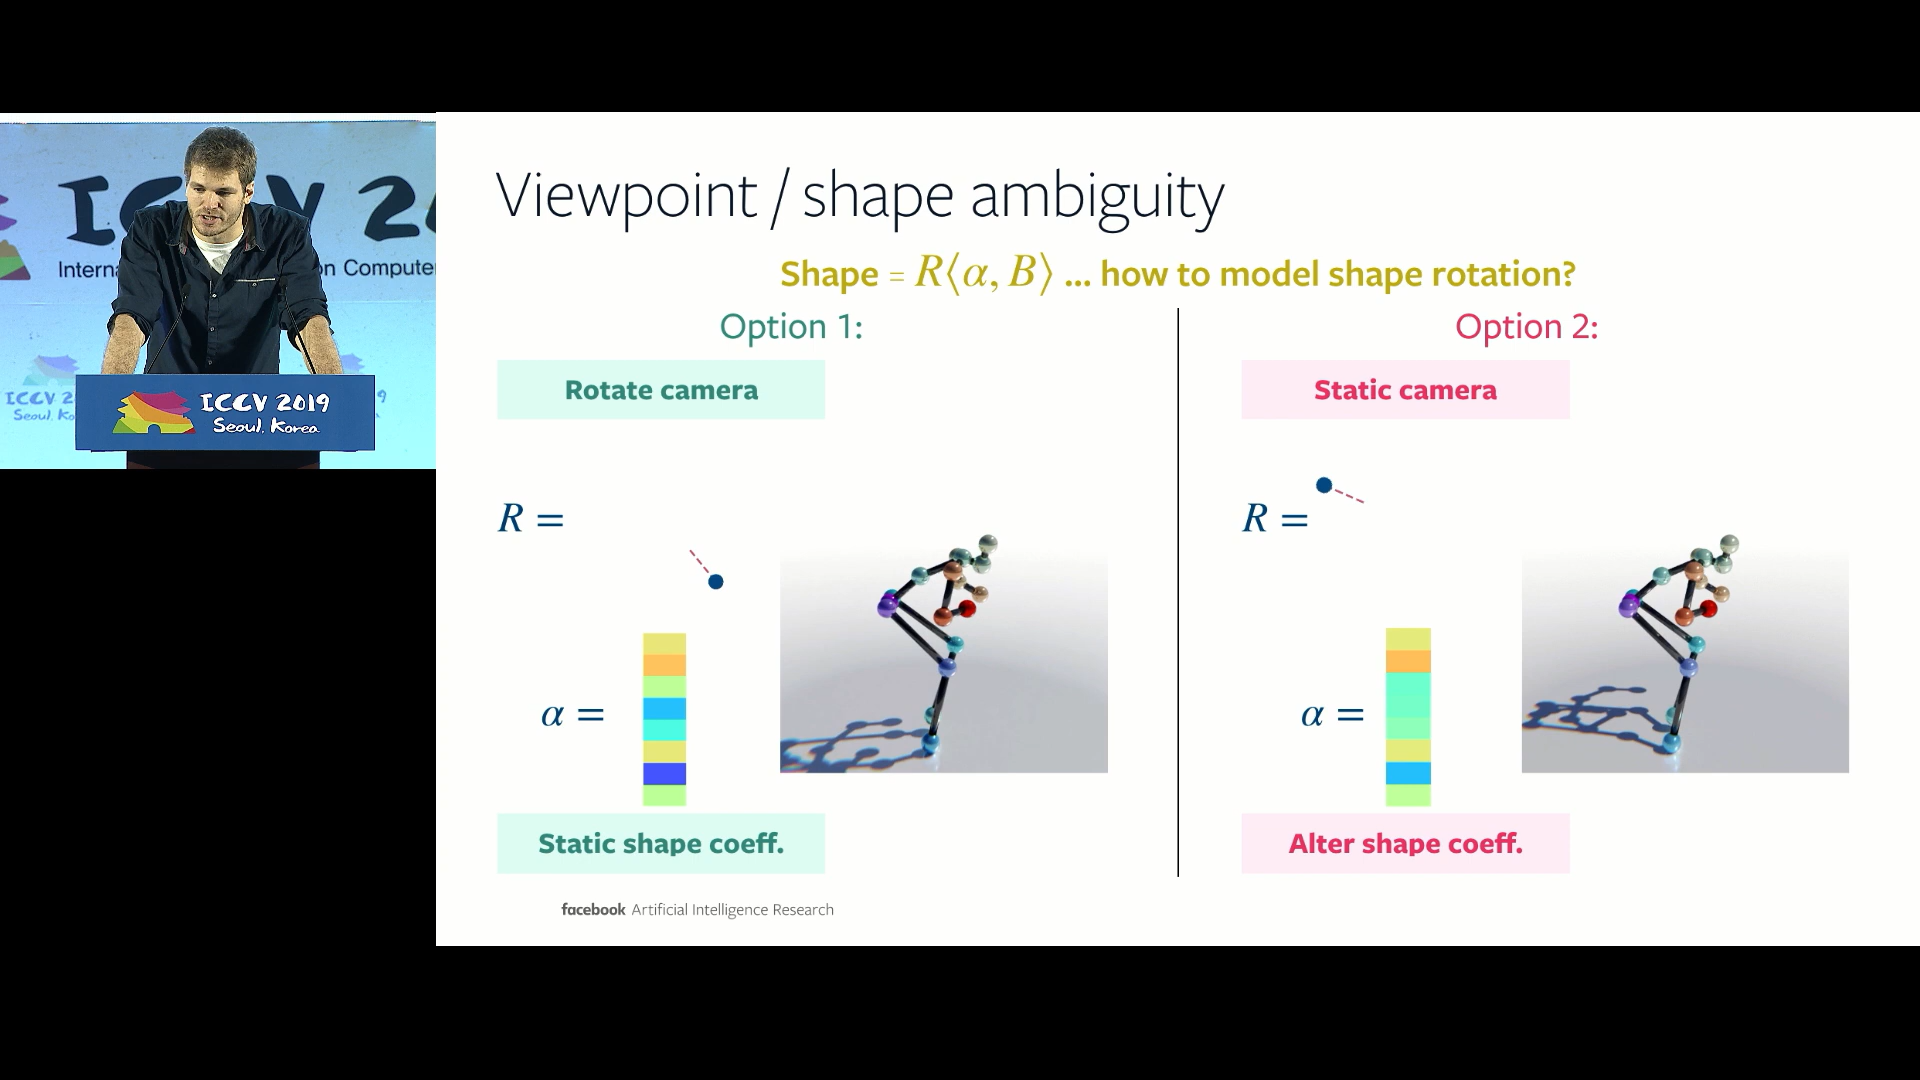 ICCV 2019
Seoul, Korea
Viewpoint / shape ambiguity
Shape = R⟨α, B⟩ ... how to model shape rotation?
Option 1:
Rotate camera
R =
α =
Static shape coeff.
Option 2:
Static camera
R =
α =
Alter shape coeff.
facebook Artificial Intelligence Research